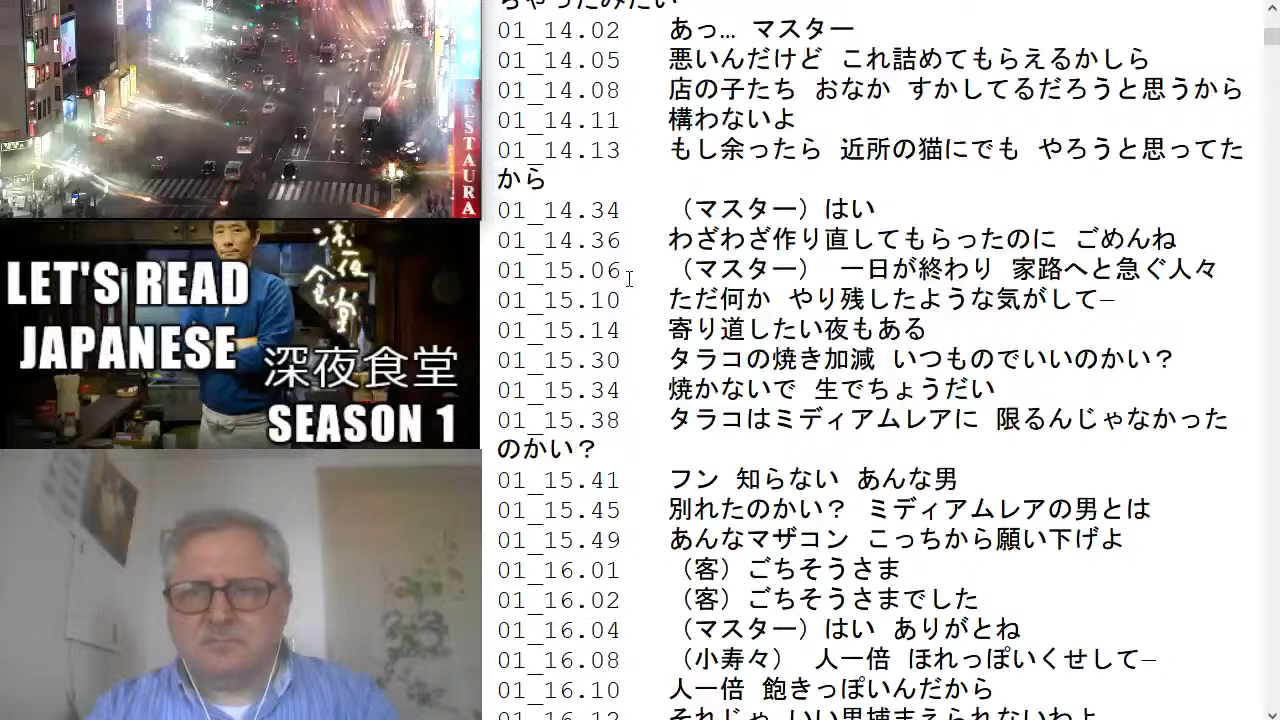 RESTAURA
LET'S READ
JAPANESE
深夜食堂
深夜食堂
SEASON 1
01_14.02 あっ… マスター
01_14.05 悪いんだけど これ詰めてもらえるかしら
01_14.08 店の子たち おなか すかしてるだろうと思うから
01_14.11 構わないよ
01_14.13 もし余ったら 近所の猫にでも やろうと思ってた
から
01_14.34 （マスター）はい
01_14.36 わざわざ作り直してもらったのに ごめんね
01_15.06 （マスター） 一日が終わり 家路へと急ぐ人々
01_15.10 ただ何か やり残したような気がして―
01_15.14 寄り道したい夜もある
01_15.30 タラコの焼き加減 いつものでいいのかい？
01_15.34 焼かないで 生でちょうだい
01_15.38 タラコはミディアムレアに 限るんじゃなかった
のかい？
01_15.41 フン 知らない あんな男
01_15.45 別れたのかい？ ミディアムレアの男とは
01_15.49 あんなマザコン こっちから願い下げよ
01_16.01 （客）ごちそうさま
01_16.02 （客）ごちそうさまでした
01_16.04 （マスター）はい ありがとね
01_16.08 （小寿々） 人一倍 ほれっぽいくせして―
01_16.10 人一倍 飽きっぽいんだから